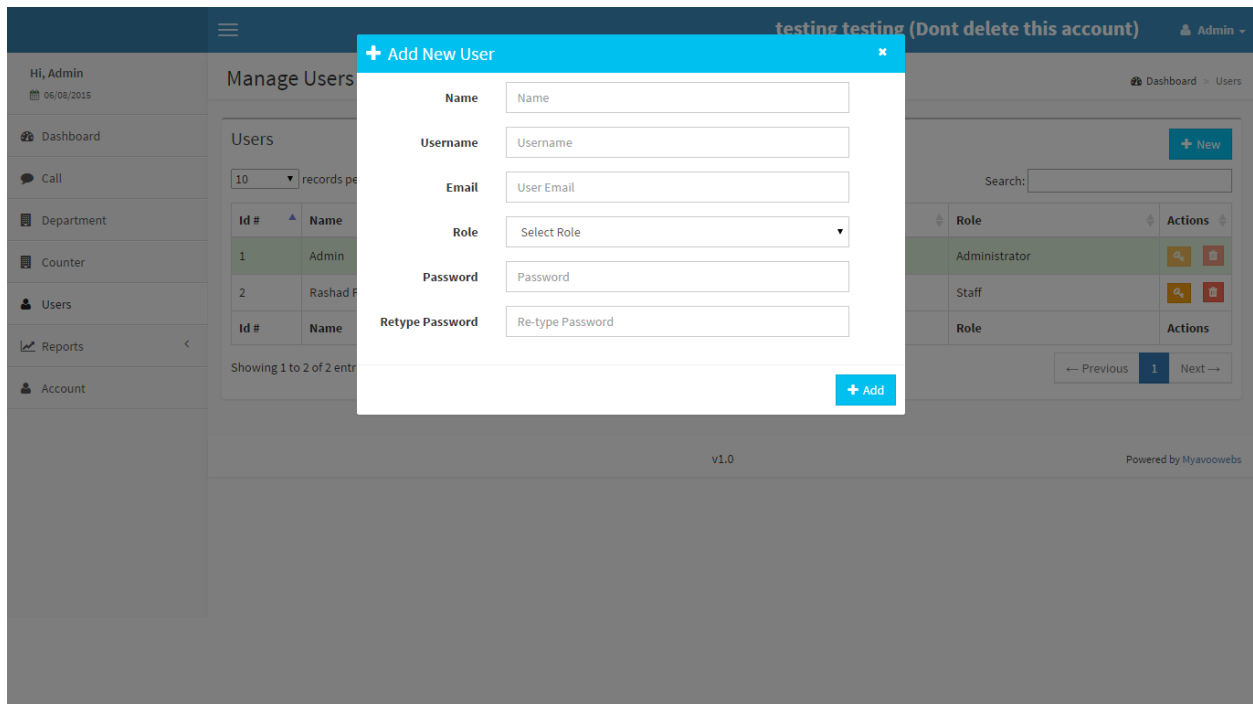 testing testing (Dont delete this account)
Admin
Hi, Admin
06/08/2015
Dashboard
Call
Department
Counter
Users
Reports
Account
Manage Users
Dashboard > Users
Users
New
10 records
Search:
Id # Name Role Actions
1 Admin Administrator
2 Rashad Staff
Id # Name Role Actions
Showing 1 to 2 of 2
← Previous 1 Next →
Add New User
Name Name
Username Username
Email User Email
Role Select Role
Password Password
Retype Password Re-type Password
Add
v1.0
Powered by Myavoowebs